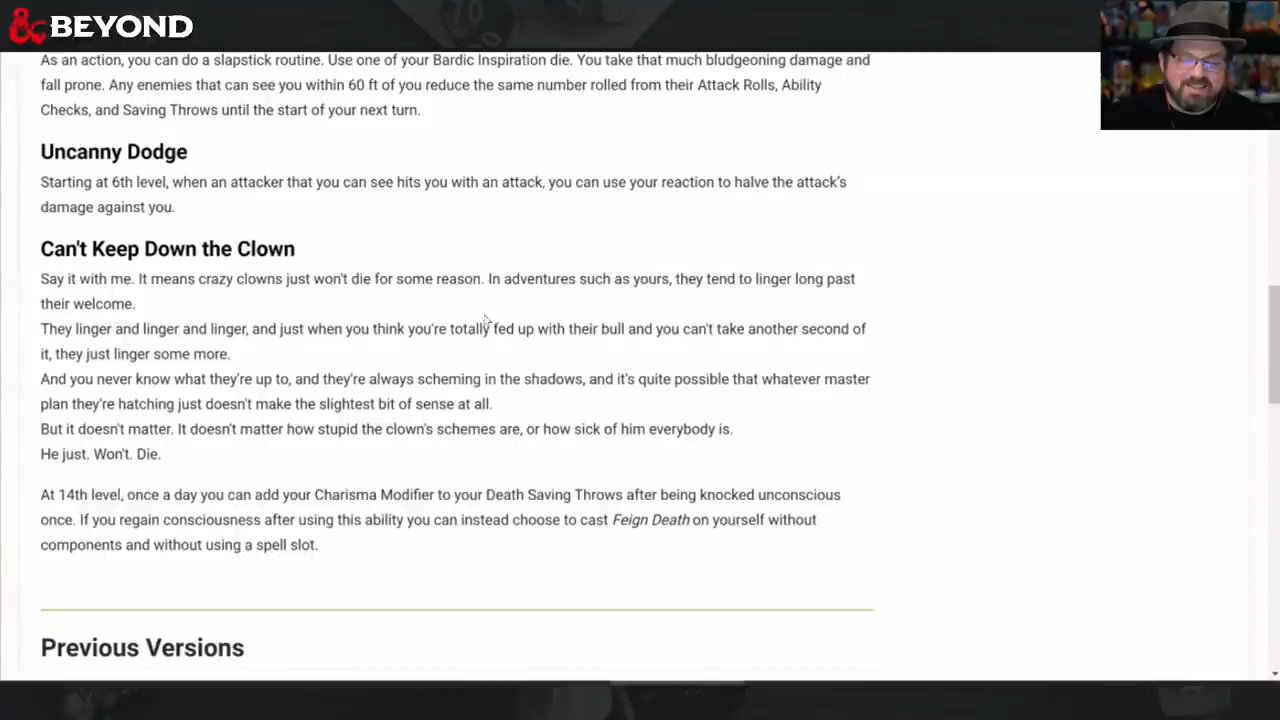 & BEYOND
As an action, you can do a slapstick routine. Use one of your Bardic Inspiration die. You take that much bludgeoning damage and
fall prone. Any enemies that can see you within 60 ft of you reduce the same number rolled from their Attack Rolls, Ability
Checks, and Saving Throws until the start of your next turn.
Uncanny Dodge
Starting at 6th level, when an attacker that you can see hits you with an attack, you can use your reaction to halve the attack's
damage against you.
Can't Keep Down the Clown
Say it with me. It means crazy clowns just won't die for some reason. In adventures such as yours, they tend to linger long past
their welcome.
They linger and linger and linger, and just when you think you're totally fed up with their bull and you can't take another second of
it, they just linger some more.
And you never know what they're up to, and they're always scheming in the shadows, and it's quite possible that whatever master
plan they're hatching just doesn't make the slightest bit of sense at all.
But it doesn't matter. It doesn't matter how stupid the clown's schemes are, or how sick of him everybody is.
He just. Won't. Die.
At 14th level, once a day you can add your Charisma Modifier to your Death Saving Throws after being knocked unconscious
once. If you regain consciousness after using this ability you can instead choose to cast Feign Death on yourself without
components and without using a spell slot.
Previous Versions